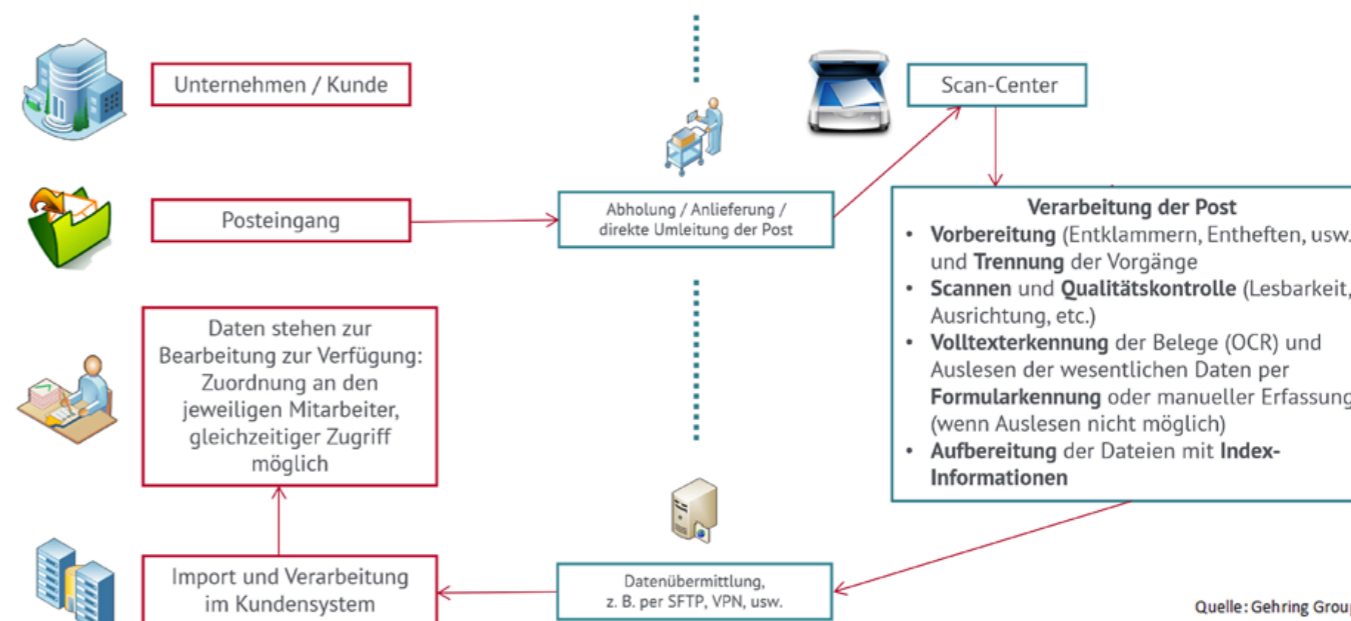 Unternehmen / Kunde
Scan-Center
Posteingang
Abholung / Anlieferung /
direkte Umleitung der Post
Verarbeitung der Post
• Vorbereitung (Entklammern, Entheften, usw.
und Trennung der Vorgänge
• Scannen und Qualitätskontrolle (Lesbarkeit,
Ausrichtung, etc.)
• Volltexterkennung der Belege (OCR) und
Auslesen der wesentlichen Daten per
Formularkennung oder manueller Erfassung
(wenn Auslesen nicht möglich)
• Aufbereitung der Dateien mit Index-
Informationen
Daten stehen zur
Bearbeitung zur Verfügung:
Zuordnung an den
jeweiligen Mitarbeiter,
gleichzeitiger Zugriff
möglich
Import und Verarbeitung
im Kundensystem
Datenübermittlung,
z. B. per SFTP, VPN, usw.
Quelle: Gehring Group